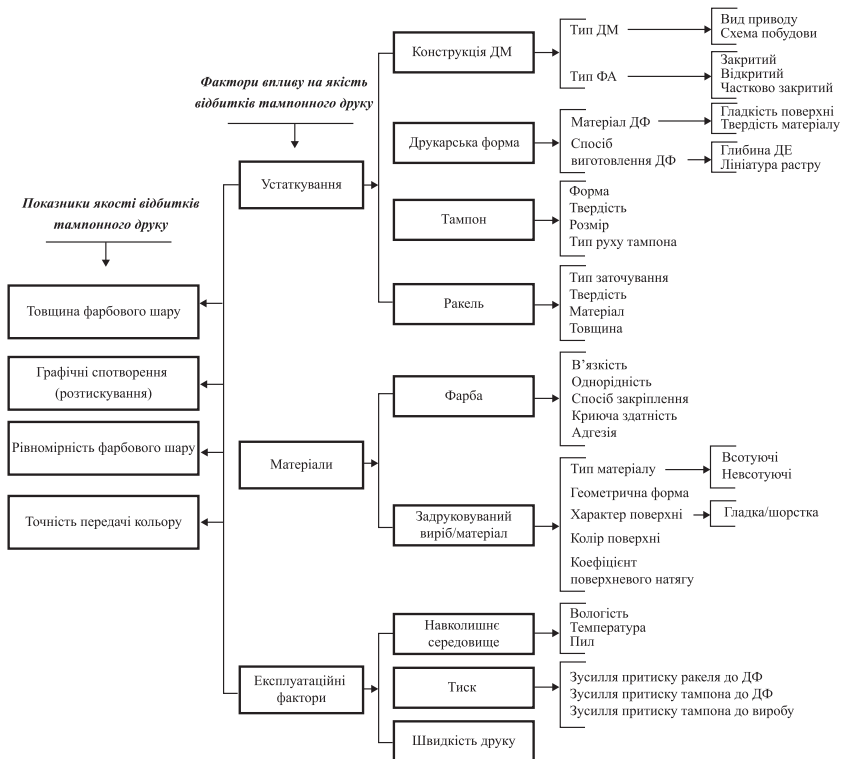 Показники якості відбитків
тампонного друку
Товщина фарбового шару
Графічні спотворення
(розтискування)
Рівномірність фарбового шару
Точність передачі кольору
Фактори впливу на якість
відбитків тампонного друку
Устаткування
Конструкція ДМ
Тип ДМ
Вид приводу
Схема побудови
Тип ФА
Закритий
Відкритий
Частково закритий
Друкарська форма
Матеріал ДФ
Гладкість поверхні
Твердість матеріалу
Спосіб
виготовлення ДФ
Глибина ДЕ
Лініатура растру
Тампон
Форма
Твердість
Розмір
Тип руху тампона
Ракель
Тип заточування
Твердість
Матеріал
Товщина
Матеріали
Фарба
В’язкість
Однорідність
Спосіб закріплення
Криюча здатність
Адгезія
Задруковуваний
виріб/матеріал
Тип матеріалу
Всотуючі
Невсотуючі
Геометрична форма
Характер поверхні
Гладка/шорстка
Колір поверхні
Коефіцієнт
поверхневого натягу
Експлуатаційні
фактори
Навколишнє
середовище
Вологість
Температура
Пил
Тиск
Зусилля притиску ракеля до ДФ
Зусилля притиску тампона до ДФ
Зусилля притиску тампона до виробу
Швидкість друку